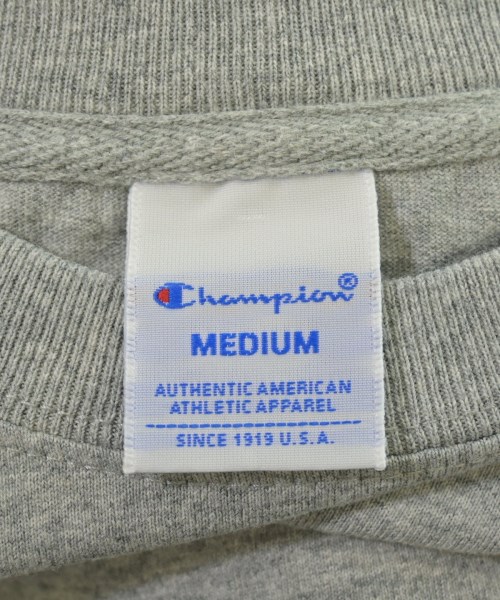 Champion®
MEDIUM
AUTHENTIC AMERICAN
ATHLETIC APPAREL
SINCE 1919 U.S.A.